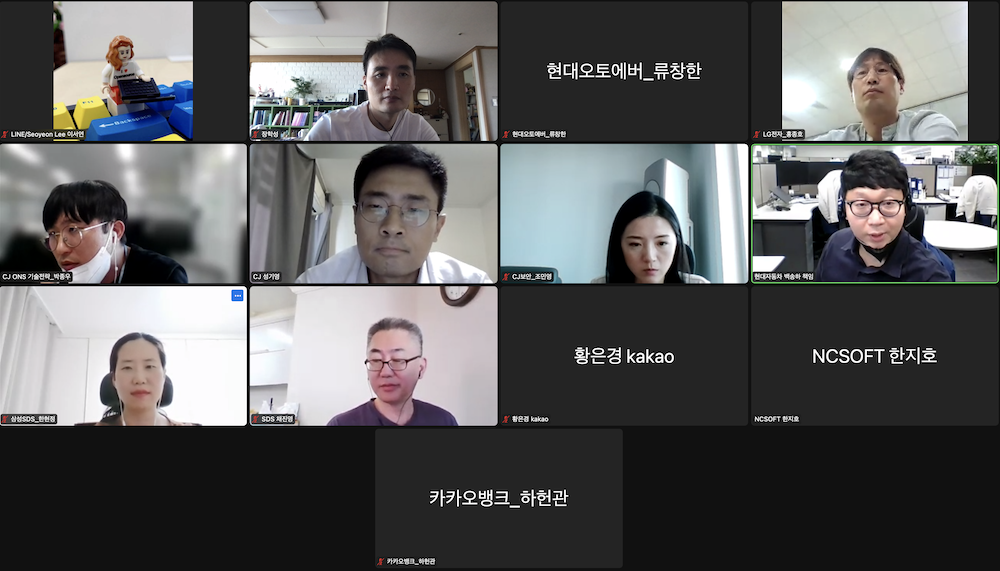 Backspace
LINE/Seoyeon Lee 이서연
장학성
현대오토에버_류창한
현대오토에버_류창한
LG전자_홍종호
CJ ONS 기술전략_박종우
CJ 성기영
CJ보안_조민영
현대자동차 백송하 책임
삼성SDS_한현정
SDS 채진영
황은경 kakao
황은경 kakao
NCSOFT 한지호
NCSOFT 한지호
카카오뱅크_하헌관
카카오뱅크_하헌관